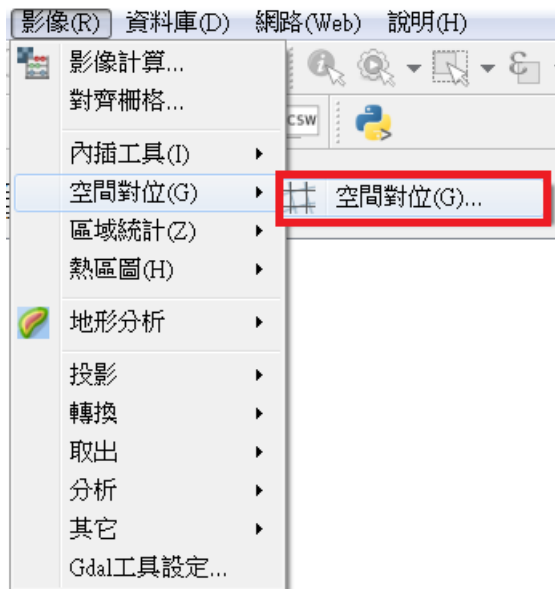 影像(R) 資料庫(D) 網路(Web) 說明(H)
影像計算...
對齊柵格...
csw
內插工具(I)
空間對位(G)
空間對位(G)...
區域統計(Z)
熱區圖(H)
地形分析
投影
轉換
取出
分析
其它
Gdal工具設定...